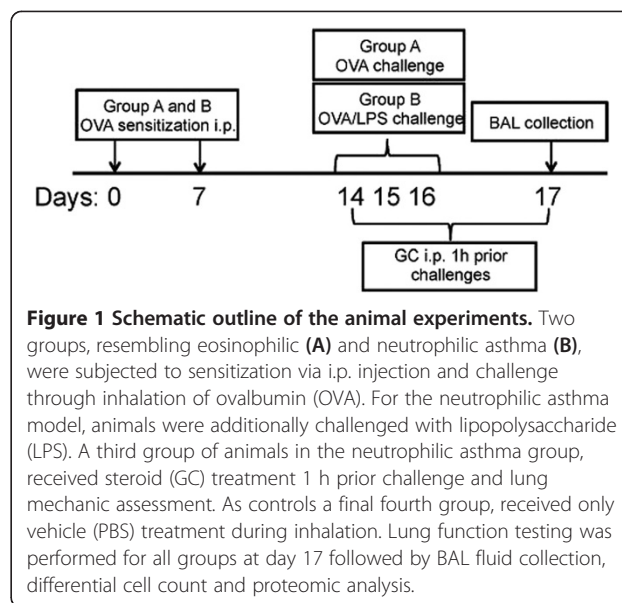 Group A
OVA challenge
Group A and B
OVA sensitization i.p.
Group B
OVA/LPS challenge
BAL collection
Days: 0 7 14 15 16 17
GC i.p. 1h prior
challenges
Figure 1 Schematic outline of the animal experiments. Two
groups, resembling eosinophilic (A) and neutrophilic asthma (B),
were subjected to sensitization via i.p. injection and challenge
through inhalation of ovalbumin (OVA). For the neutrophilic asthma
model, animals were additionally challenged with lipopolysaccharide
(LPS). A third group of animals in the neutrophilic asthma group,
received steroid (GC) treatment 1 h prior challenge and lung
mechanic assessment. As controls a final fourth group, received only
vehicle (PBS) treatment during inhalation. Lung function testing was
performed for all groups at day 17 followed by BAL fluid collection,
differential cell count and proteomic analysis.